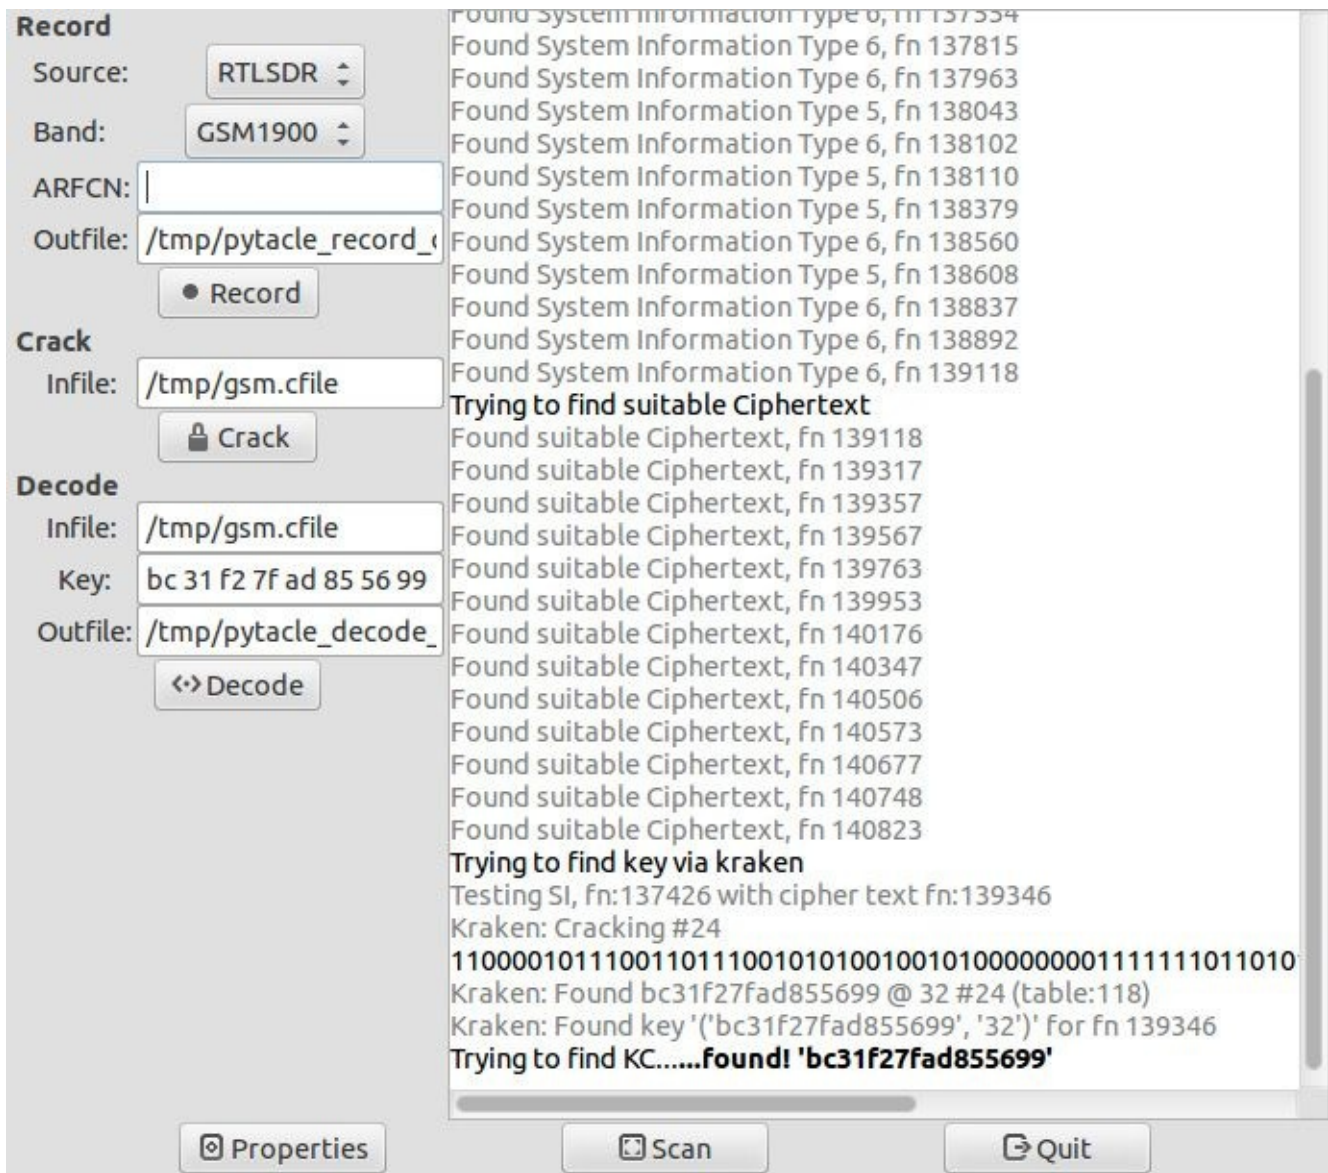 Record
Source: RTLSDR
Band: GSM1900
ARFCN:
Outfile: /tmp/pytacle_record_
Record
Crack
Infile: /tmp/gsm.cfile
Crack
Decode
Infile: /tmp/gsm.cfile
Key: bc 31 f2 7f ad 85 56 99
Outfile: /tmp/pytacle_decode_
Decode
Found System Information Type 6, fn 137554
Found System Information Type 6, fn 137815
Found System Information Type 6, fn 137963
Found System Information Type 5, fn 138043
Found System Information Type 6, fn 138102
Found System Information Type 5, fn 138110
Found System Information Type 5, fn 138379
Found System Information Type 6, fn 138560
Found System Information Type 5, fn 138608
Found System Information Type 6, fn 138837
Found System Information Type 6, fn 138892
Found System Information Type 6, fn 139118
Trying to find suitable Ciphertext
Found suitable Ciphertext, fn 139118
Found suitable Ciphertext, fn 139317
Found suitable Ciphertext, fn 139357
Found suitable Ciphertext, fn 139567
Found suitable Ciphertext, fn 139763
Found suitable Ciphertext, fn 139953
Found suitable Ciphertext, fn 140176
Found suitable Ciphertext, fn 140347
Found suitable Ciphertext, fn 140506
Found suitable Ciphertext, fn 140573
Found suitable Ciphertext, fn 140677
Found suitable Ciphertext, fn 140748
Found suitable Ciphertext, fn 140823
Trying to find key via kraken
Testing SI, fn:137426 with cipher text fn:139346
Kraken: Cracking #24
11000010111001101110010101001001010000000001111111011010
Kraken: Found bc31f27fad855699 @ 32 #24 (table:118)
Kraken: Found key '('bc31f27fad855699', '32')' for fn 139346
Trying to find KC......found! 'bc31f27fad855699'
Properties
Scan
Quit